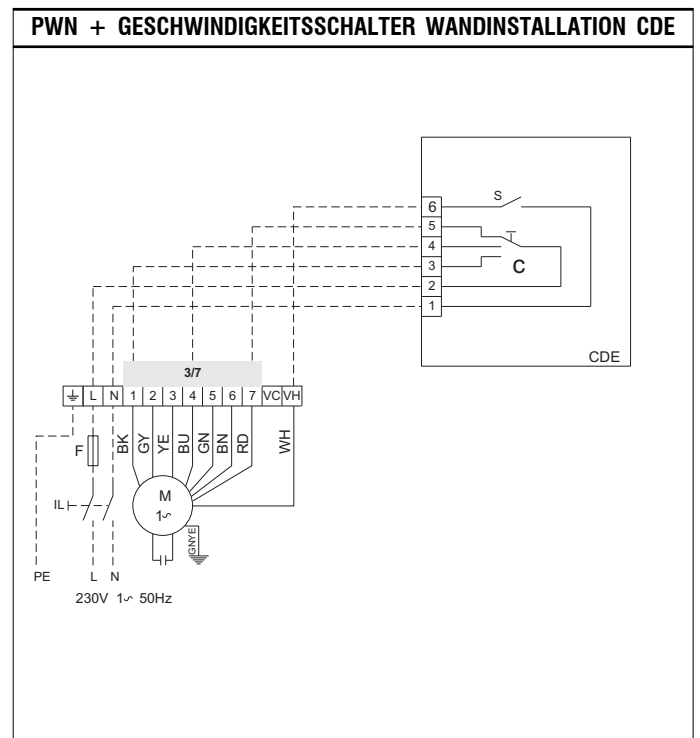 PWN + GESCHWINDIGKEITSSCHALTER WANDINSTALLATION CDE
S
6
5
4
3
2
1
C
CDE
3/7
L N 1 2 3 4 5 6 7 VC VH
F
BK GY YE BU GN BN RD WH
IL
M
1~
GNYE
PE L N
230V 1~ 50Hz